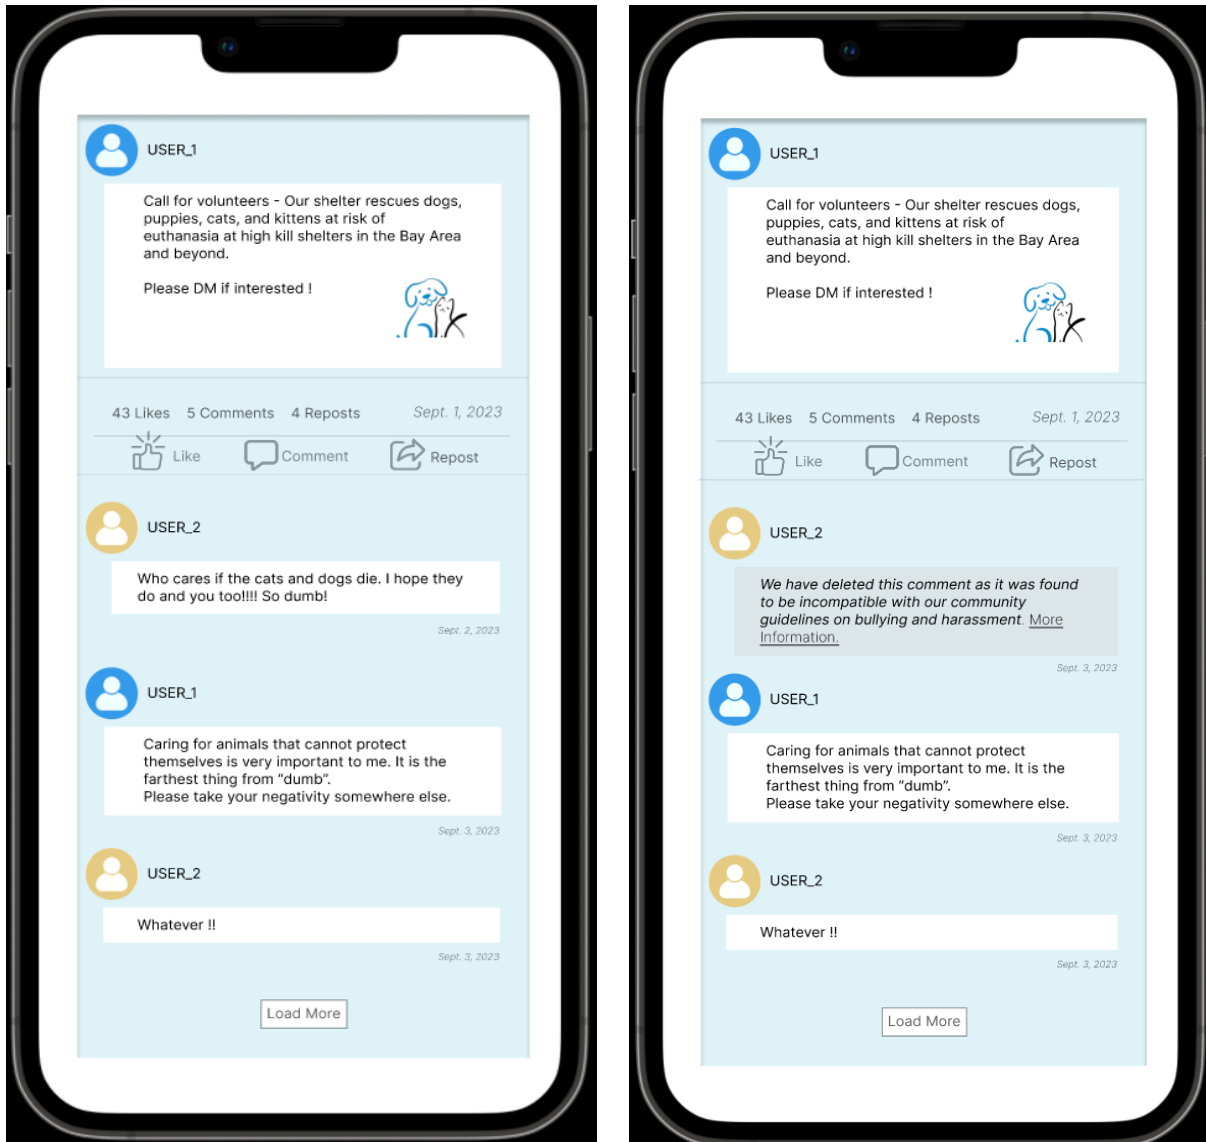 USER_1
Call for volunteers - Our shelter rescues dogs,
puppies, cats, and kittens at risk of
euthanasia at high kill shelters in the Bay Area
and beyond.
Please DM if interested !
43 Likes 5 Comments 4 Reposts Sept. 1, 2023
Like Comment Repost
USER_2
Who cares if the cats and dogs die. I hope they
do and you too!!!! So dumb!
Sept. 2, 2023
USER_1
Caring for animals that cannot protect
themselves is very important to me. It is the
farthest thing from “dumb”.
Please take your negativity somewhere else.
Sept. 3, 2023
USER_2
Whatever !!
Sept. 3, 2023
Load More
USER_1
Call for volunteers - Our shelter rescues dogs,
puppies, cats, and kittens at risk of
euthanasia at high kill shelters in the Bay Area
and beyond.
Please DM if interested !
43 Likes 5 Comments 4 Reposts Sept. 1, 2023
Like Comment Repost
USER_2
We have deleted this comment as it was found
to be incompatible with our community
guidelines on bullying and harassment. More
Information.
Sept. 3, 2023
USER_1
Caring for animals that cannot protect
themselves is very important to me. It is the
farthest thing from “dumb”.
Please take your negativity somewhere else.
Sept. 3, 2023
USER_2
Whatever !!
Sept. 3, 2023
Load More